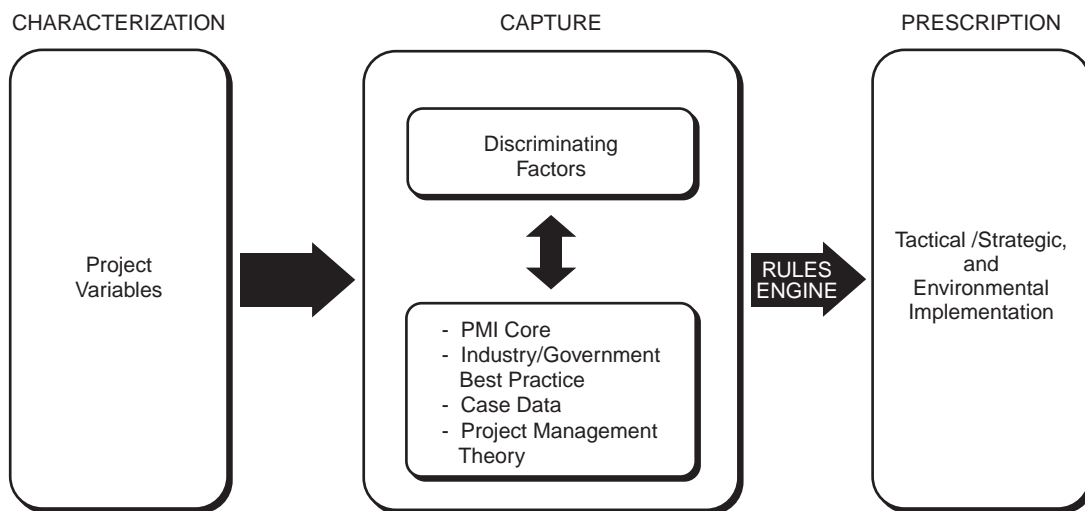 CHARACTERIZATION
CAPTURE
PRESCRIPTION
Project
Variables
Discriminating
Factors
- PMI Core
- Industry/Government
Best Practice
- Case Data
- Project Management
Theory
RULES
ENGINE
Tactical /Strategic,
and
Environmental
Implementation